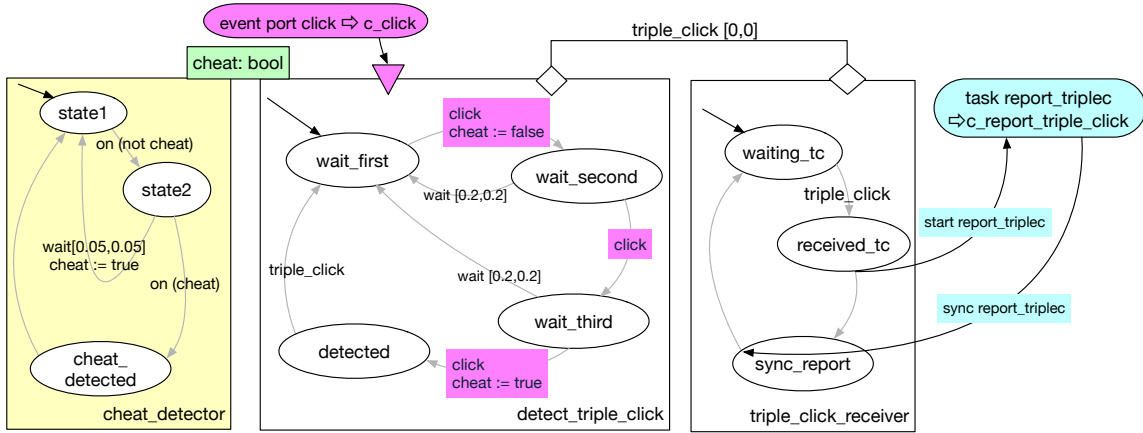 event port click ⇨ c_click
triple_click [0,0]
cheat: bool
state1
on (not cheat)
state2
wait[0.05,0.05]
cheat := true
on (cheat)
cheat_
detected
cheat_detector
click
cheat := false
wait_first
wait_second
wait [0.2,0.2]
click
triple_click
wait [0.2,0.2]
wait_third
detected
click
cheat := true
detect_triple_click
waiting_tc
triple_click
received_tc
sync_report
triple_click_receiver
task report_triplec
⇨c_report_triple_click
start report_triplec
sync report_triplec